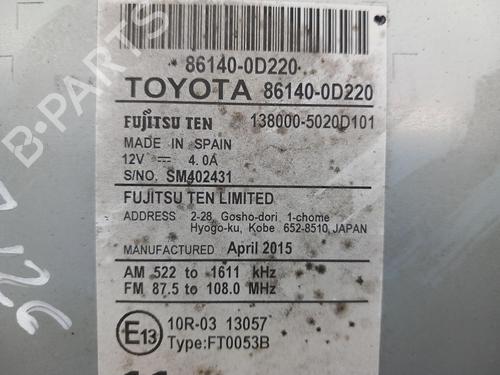 86140-0D220
TOYOTA 86140-0D220
FUJITSU TEN 138000-5020D101
MADE IN SPAIN
12V ⎓ 4.0A
S/NO. SM402431
FUJITSU TEN LIMITED
ADDRESS 2-28, Gosho-dori 1-chome
Hyogo-ku, Kobe 652-8510, JAPAN
MANUFACTURED April 2015
AM 522 to 1611 kHz
FM 87.5 to 108.0 MHz
E13 10R-03 13057
Type:FT0053B
B-Parts